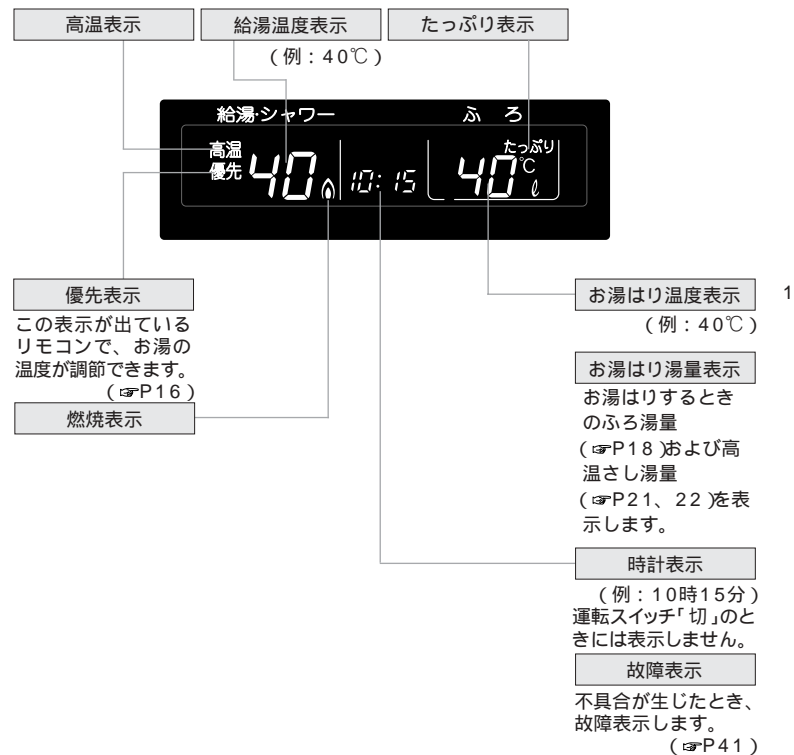 高温表示
給湯温度表示
たっぷり表示
(例:40℃)
給湯・シャワー
ふろ
高温
優先
40
10:15
たっぷり
40℃
ℓ
優先表示
この表示が出ている
リモコンで、お湯の
温度が調節できます。
(☞P16)
燃焼表示
お湯はり温度表示
1
(例:40℃)
お湯はり湯量表示
お湯はりするとき
のふろ湯量
(☞P18)および高
温さし湯量
(☞P21、22)を表
示します。
時計表示
(例:10時15分)
運転スイッチ「切」のと
きには表示しません。
故障表示
不具合が生じたとき、
故障表示します。
(☞P41)